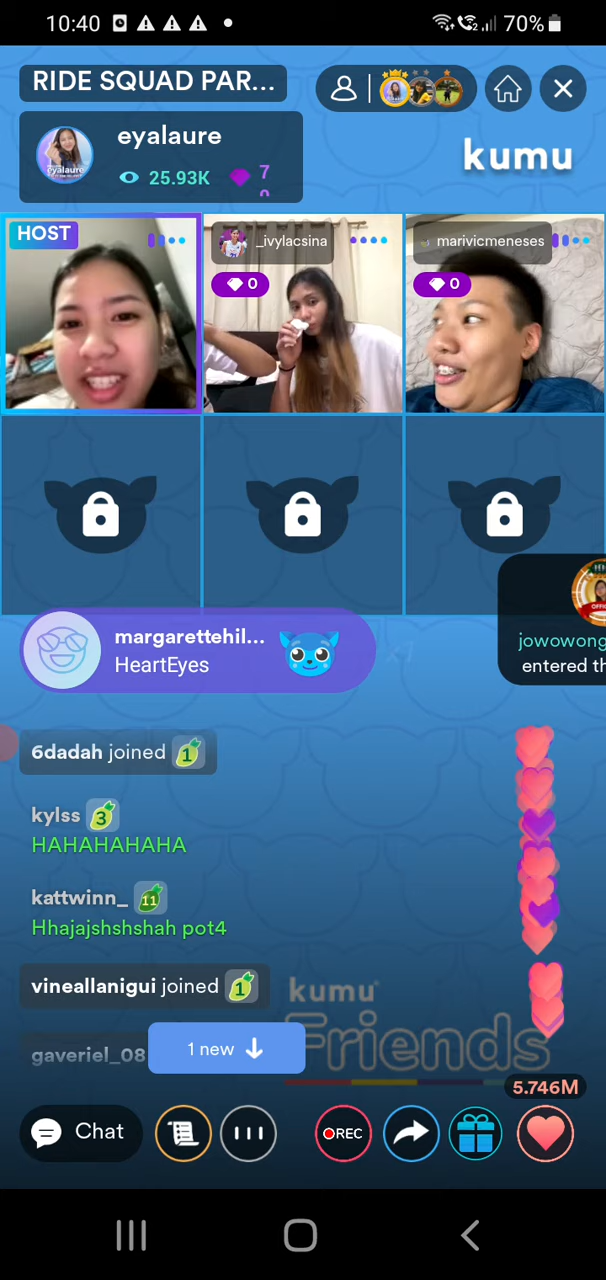 10:40
70%
RIDE SQUAD PAR...
eyalaure
25.93K
kumu
HOST
_ivylacsina
0
marivicmeneses
0
margarettehil...
HeartEyes
jowowong
entered th
6dadah joined 1
kylss 3
HAHAHAHAHA
kattwinn_ 11
Hhajajshshshah pot4
vineallanigui joined 1
kumu
Friends
gaveriel_08
1 new
5.746M
Chat
REC